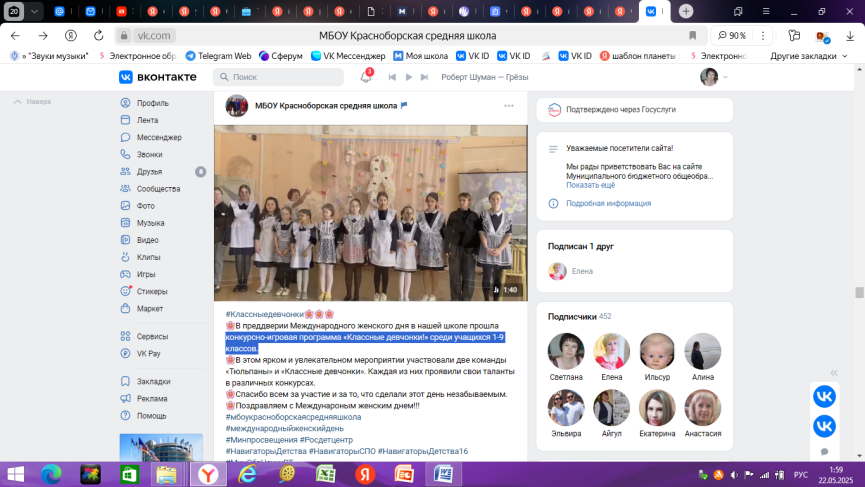 20
vk.com
МБОУ Красноборская средняя школа
90%
» "Звуки музыки"
Электронное обр
Telegram Web
Сферум
VK Мессенджер
Моя школа
VK ID
VK ID
VK ID
шаблон планеты
Электронно
Другие закладки
вконтакте
Поиск
3
Роберт Шуман — Грёзы
Наверх
Профиль
Лента
Мессенджер
Звонки
Друзья
8
Сообщества
Фото
Музыка
Видео
Клипы
Игры
Стикеры
Маркет
Сервисы
VK Pay
Закладки
Реклама
Помощь
МБОУ Красноборская средняя школа
1:40
#Классныедевчонки
В преддверии Международного женского дня в нашей школе прошла
конкурсно-игровая программа «Классные девчонки!» среди учащихся 1-9
классов.
В этом ярком и увлекательном мероприятии участвовали две команды
«Тюльпаны» и «Классные девчонки». Каждая из них проявили свои таланты
в различных конкурсах.
Спасибо всем за участие и за то, что сделали этот день незабываемым.
Поздравляем с Международным женским днем!!!
#мбоукрасноборскаясредняяшкола
#международныйженскийдень
#Минпросвещения #Росдетцентр
#НавигаторыДетства #НавигаторыСПО #НавигаторыДетства16
Подтверждено через Госуслуги
Уважаемые посетители сайта!
Мы рады приветствовать Вас на сайте
Муниципального бюджетного общеобра...
Показать ещё
Подробная информация
Подписан 1 друг
Елена
Подписчики 452
Светлана
Елена
Ильсур
Алина
Эльвира
Айгул
Екатерина
Анастасия
РУС
1:59
22.05.2025